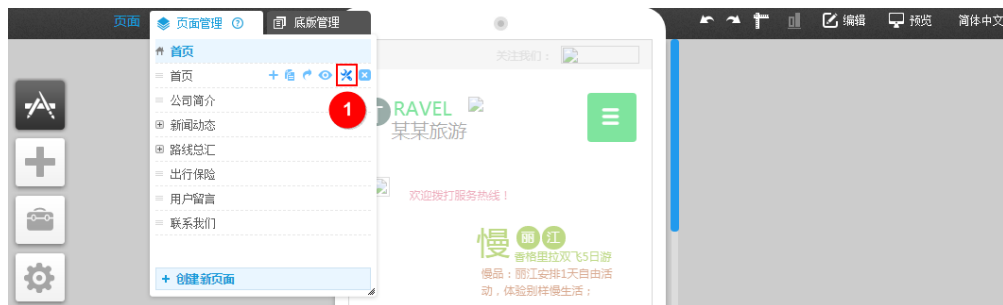 页面 页面管理 ? 底版管理 编辑 预览 简体中文
首页
首页
1
公司简介
新闻动态
路线总汇
出行保险
用户留言
联系我们
+ 创建新页面
关注我们：
RAVEL
某某旅游
欢迎拨打服务热线！
慢 丽 江
香格里拉双飞5日游
慢品：丽江安排1天自由活
动，体验别样慢生活；